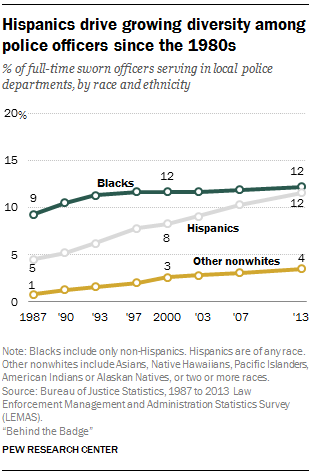 Hispanics drive growing diversity among
police officers since the 1980s
% of full-time sworn officers serving in local police
departments, by race and ethnicity
20%
15
10
5
0
9
Blacks
12
12
5
8
Hispanics
12
1
3
Other nonwhites
4
1987 '90 '93 '97 2000 '03 '07 '13
Note: Blacks include only non-Hispanics. Hispanics are of any race.
Other nonwhites include Asians, Native Hawaiians, Pacific Islanders,
American Indians or Alaskan Natives, or two or more races.
Source: Bureau of Justice Statistics, 1987 to 2013 Law
Enforcement Management and Administration Statistics Survey
(LEMAS).
"Behind the Badge"
PEW RESEARCH CENTER